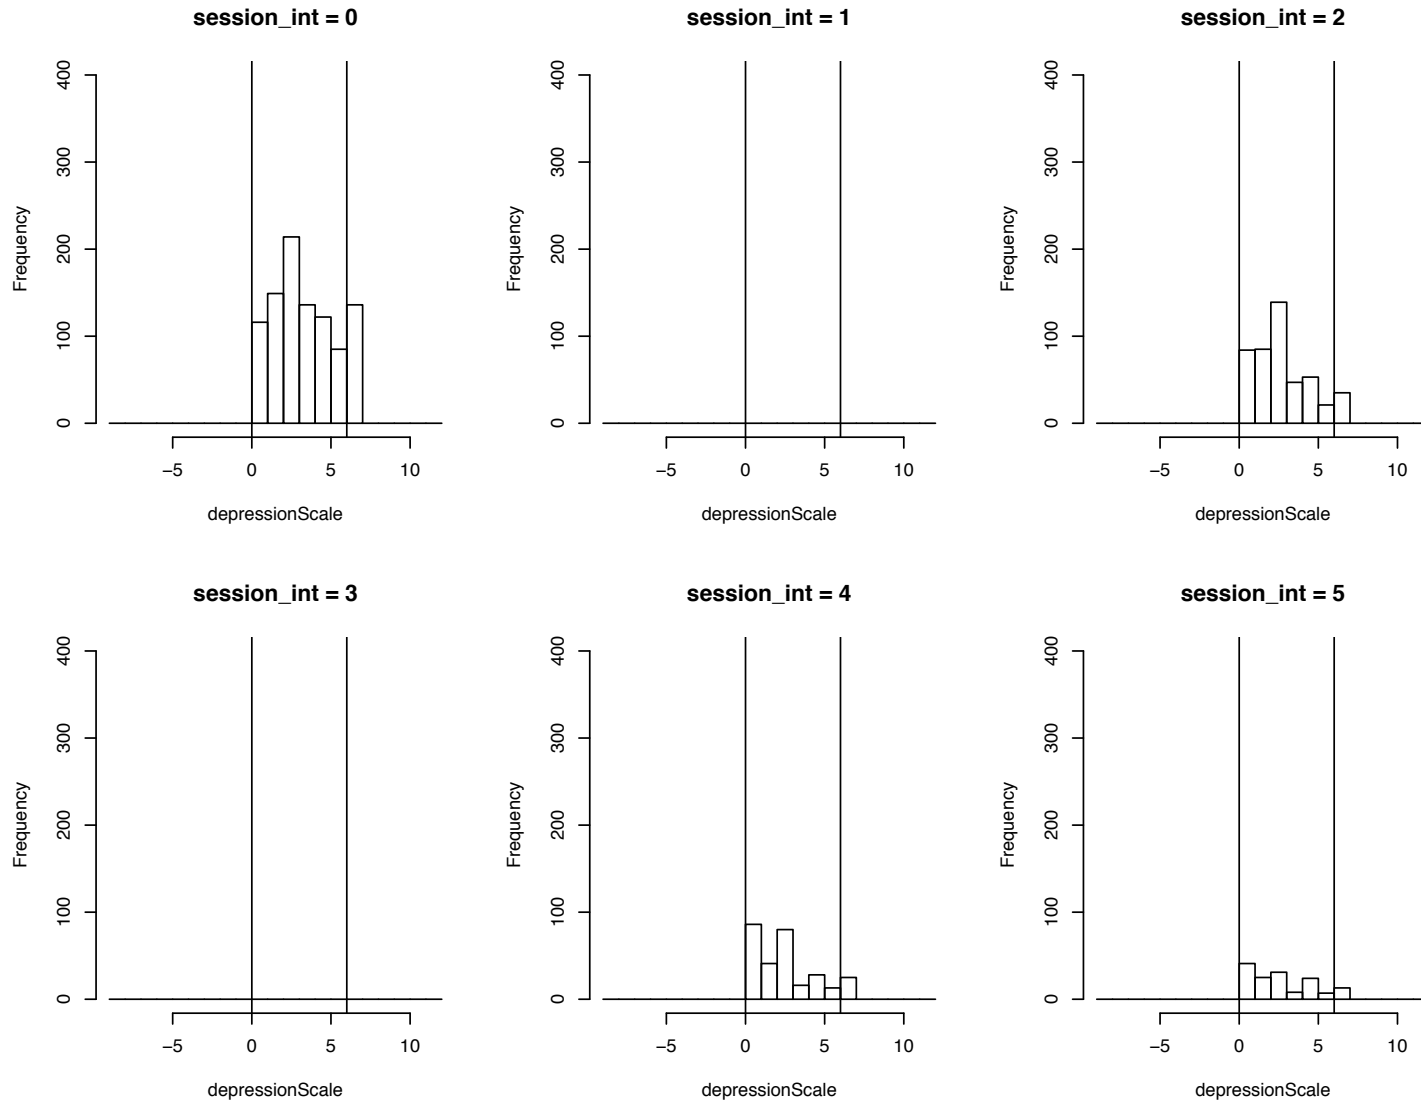 session_int = 0
400
300
200
100
0
Frequency
−5 0 5 10
depressionScale
session_int = 1
400
300
200
100
0
Frequency
−5 0 5 10
depressionScale
session_int = 2
400
300
200
100
0
Frequency
−5 0 5 10
depressionScale
session_int = 3
400
300
200
100
0
Frequency
−5 0 5 10
depressionScale
session_int = 4
400
300
200
100
0
Frequency
−5 0 5 10
depressionScale
session_int = 5
400
300
200
100
0
Frequency
−5 0 5 10
depressionScale